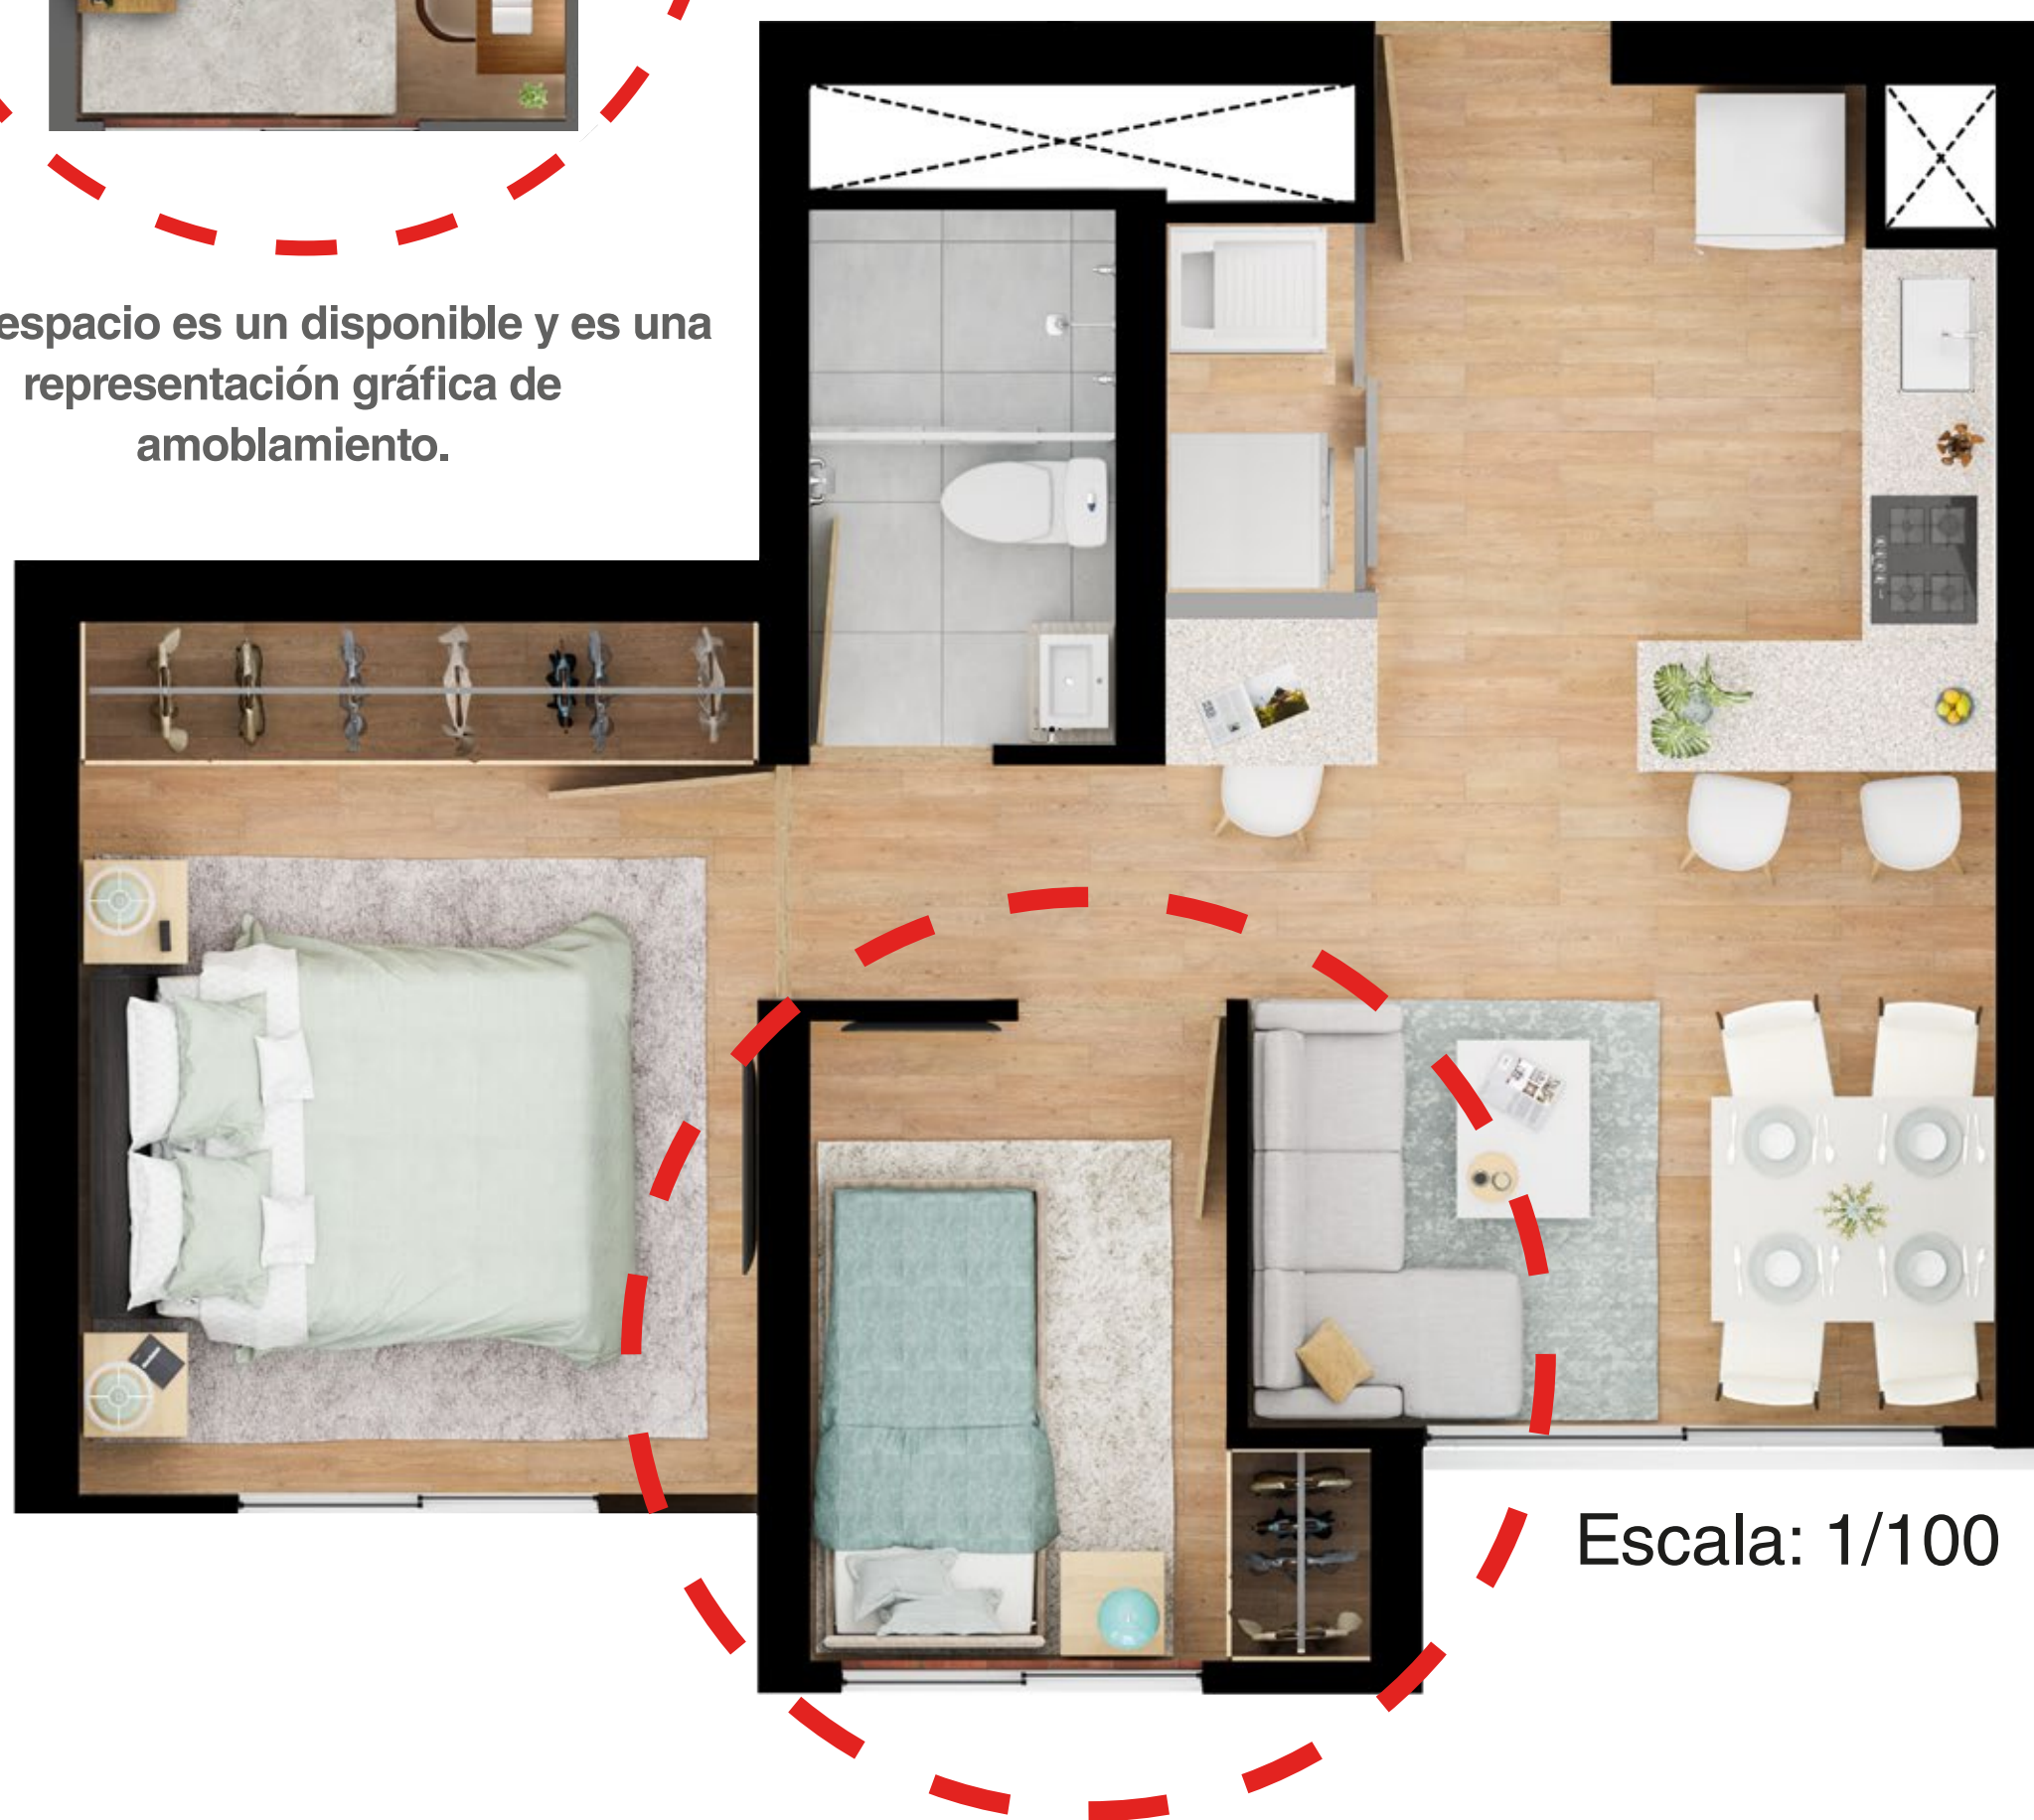 espacio es un disponible y es una
representación gráfica de
amoblamiento.
Escala: 1/100